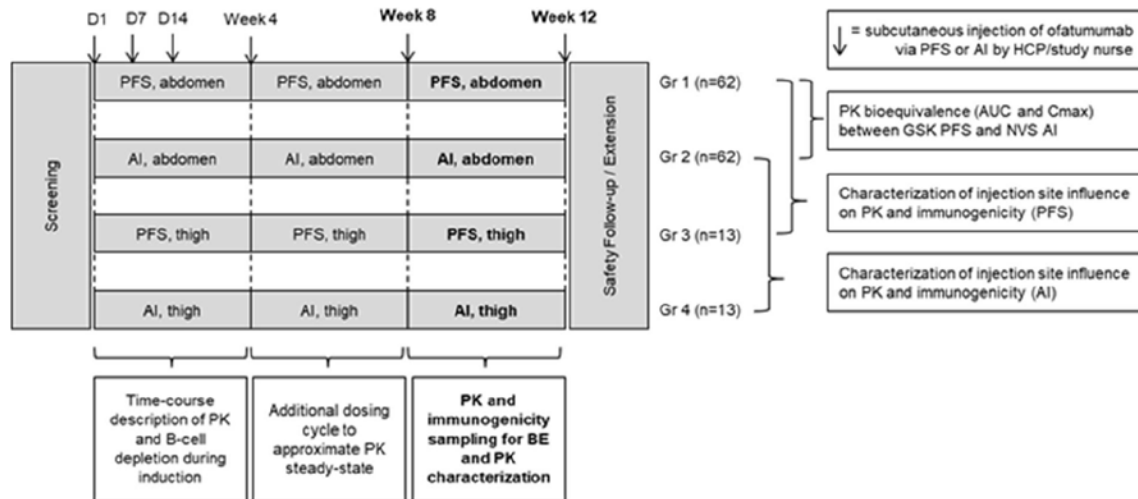 D1
D7
D14
Week 4
Week 8
Week 12
Screening
PFS, abdomen
PFS, abdomen
PFS, abdomen
AI, abdomen
AI, abdomen
AI, abdomen
PFS, thigh
PFS, thigh
PFS, thigh
AI, thigh
AI, thigh
AI, thigh
Safety Follow-up / Extension
Gr 1 (n=62)
Gr 2 (n=62)
Gr 3 (n=13)
Gr 4 (n=13)
= subcutaneous injection of ofatumumab
via PFS or AI by HCP/study nurse
PK bioequivalence (AUC and Cmax)
between GSK PFS and NVS AI
Characterization of injection site influence
on PK and immunogenicity (PFS)
Characterization of injection site influence
on PK and immunogenicity (AI)
Time-course
description of PK
and B-cell
depletion during
induction
Additional dosing
cycle to
approximate PK
steady-state
PK and
immunogenicity
sampling for BE
and PK
characterization